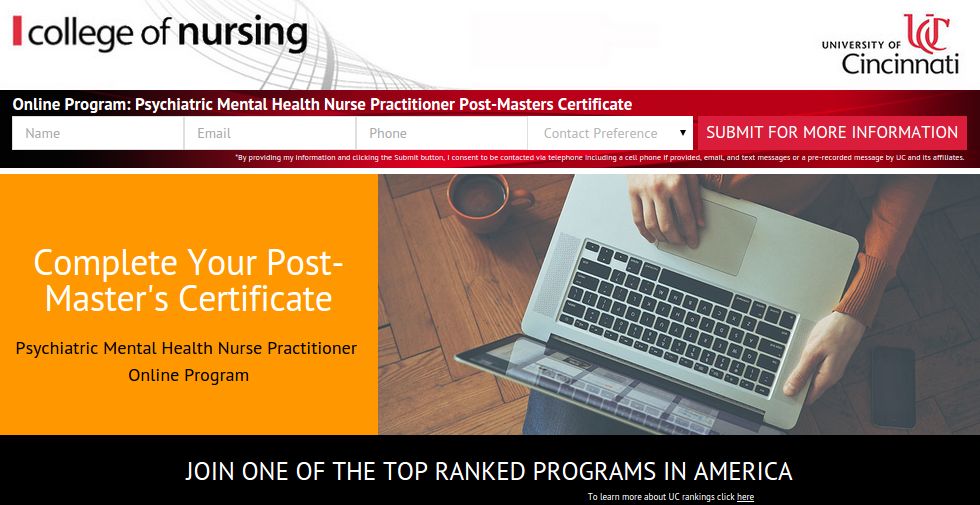 college of nursing
UNIVERSITY OF
Cincinnati
UC
Online Program: Psychiatric Mental Health Nurse Practitioner Post-Masters Certificate
Name
Email
Phone
Contact Preference
SUBMIT FOR MORE INFORMATION
*By providing my information and clicking the Submit button, I consent to be contacted via telephone including a cell phone if provided, email, and text messages or a pre-recorded message by UC and its affiliates.
Complete Your Post-
Master's Certificate
Psychiatric Mental Health Nurse Practitioner
Online Program
JOIN ONE OF THE TOP RANKED PROGRAMS IN AMERICA
To learn more about UC rankings click here